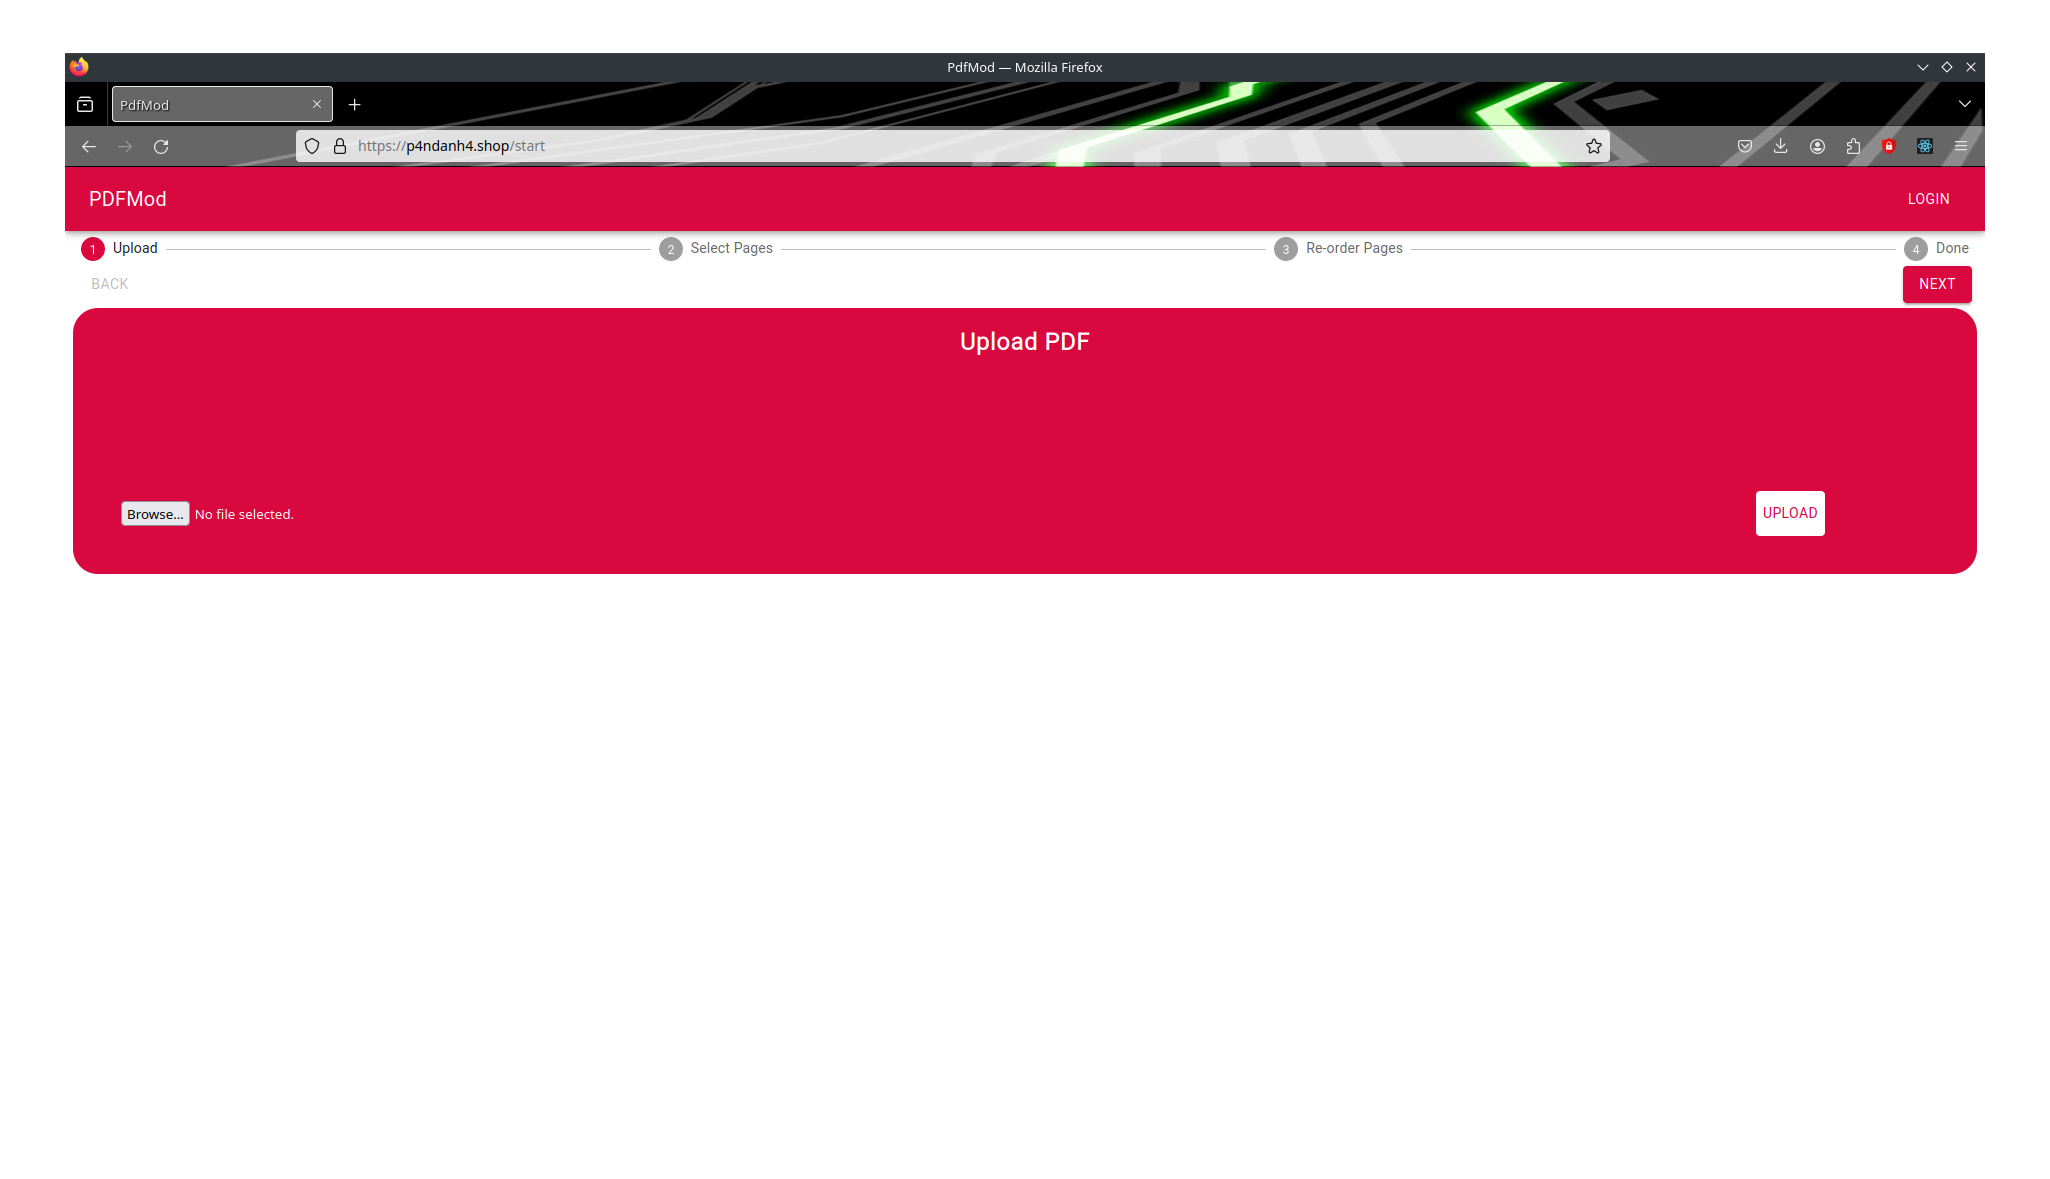 PdfMod — Mozilla Firefox
PdfMod
https://p4ndanh4.shop/start
PDFMod
LOGIN
1 Upload
2 Select Pages
3 Re-order Pages
4 Done
BACK
NEXT
Upload PDF
Browse... No file selected.
UPLOAD